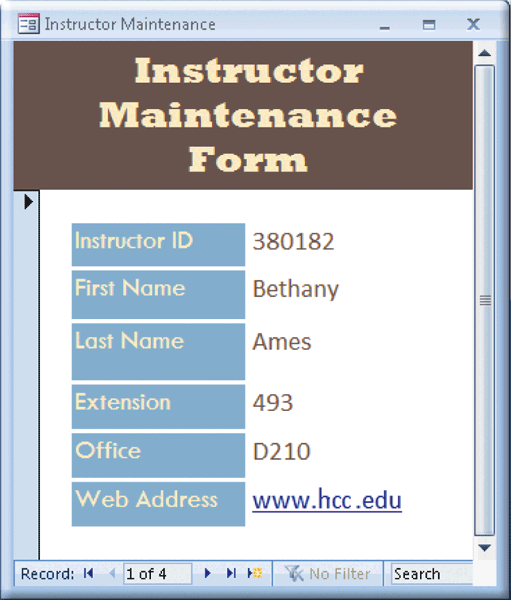 Instructor Maintenance
Instructor
Maintenance
Form
Instructor ID 380182
First Name Bethany
Last Name Ames
Extension 493
Office D210
Web Address www.hcc.edu
Record: 1 of 4 No Filter Search